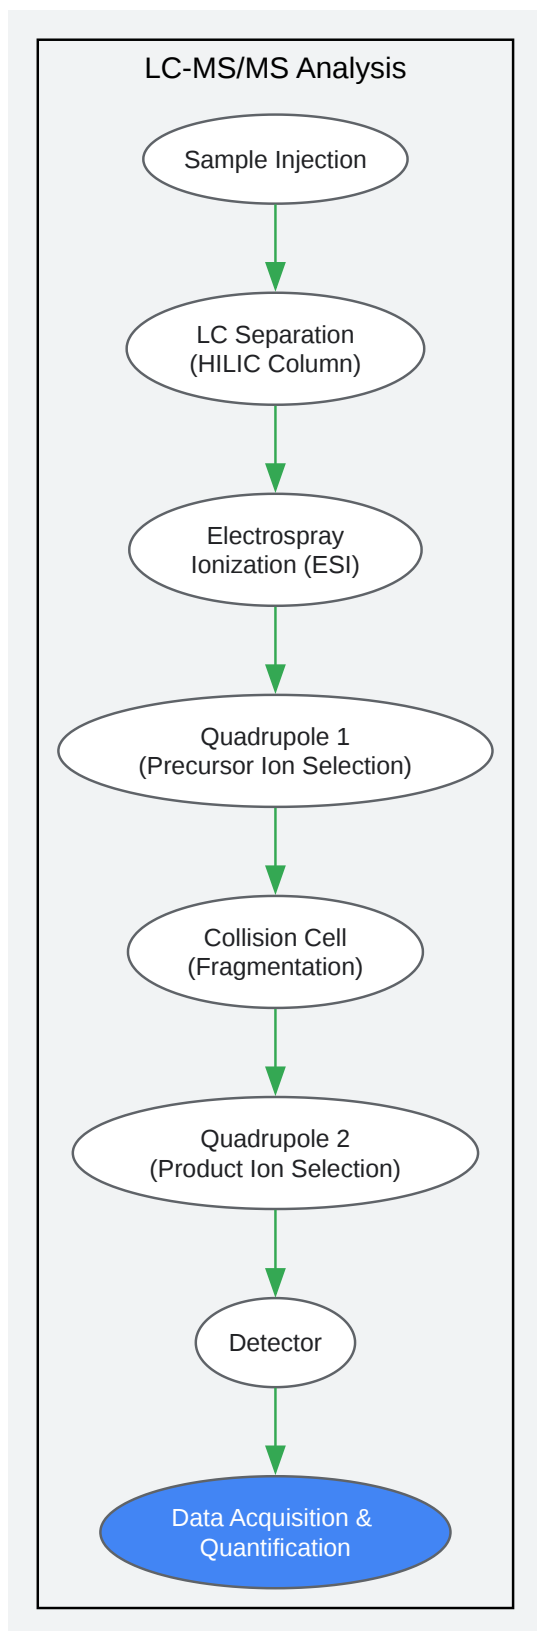 LC-MS/MS Analysis
Sample Injection
LC Separation
(HILIC Column)
Electrospray
Ionization (ESI)
Quadrupole 1
(Precursor Ion Selection)
Collision Cell
(Fragmentation)
Quadrupole 2
(Product Ion Selection)
Detector
Data Acquisition &
Quantification